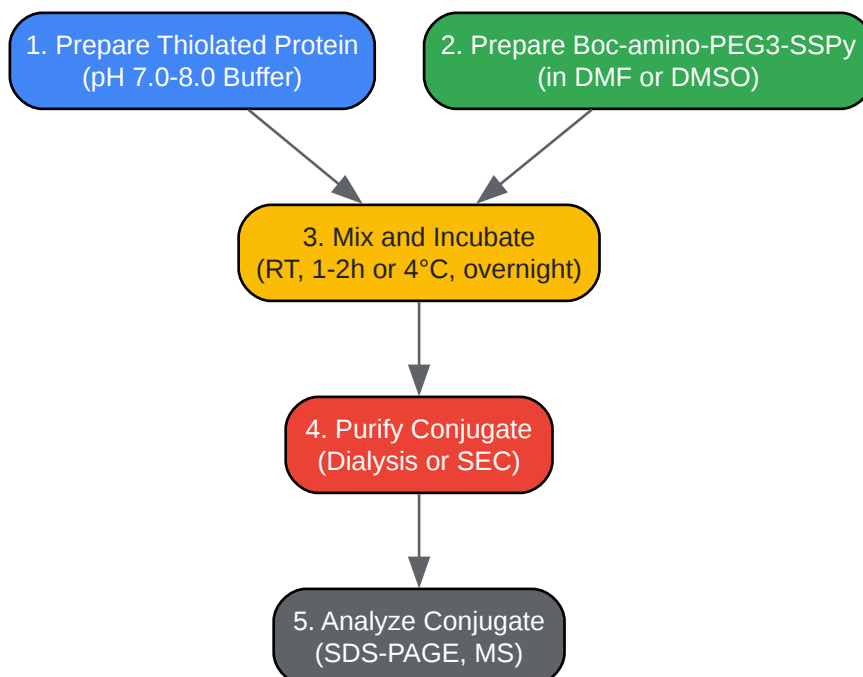 1. Prepare Thiolated Protein
(pH 7.0-8.0 Buffer)
2. Prepare Boc-amino-PEG3-SSPy
(in DMF or DMSO)
3. Mix and Incubate
(RT, 1-2h or 4°C, overnight)
4. Purify Conjugate
(Dialysis or SEC)
5. Analyze Conjugate
(SDS-PAGE, MS)